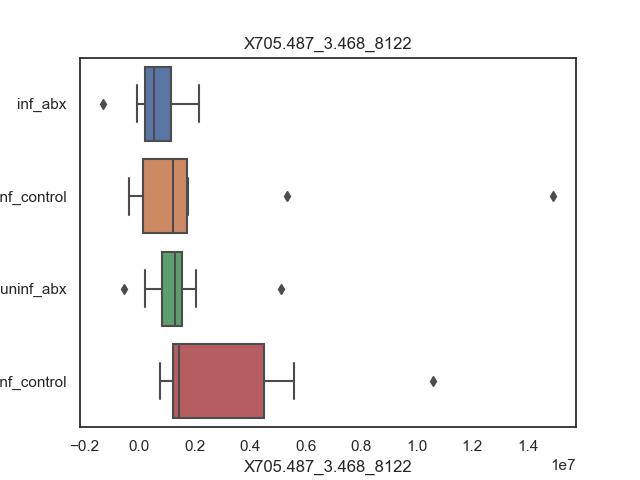 X705.487_3.468_8122
inf_abx
nf_control
uninf_abx
nf_control
−0.2 0.0 0.2 0.4 0.6 0.8 1.0 1.2 1.4
X705.487_3.468_8122
1e7